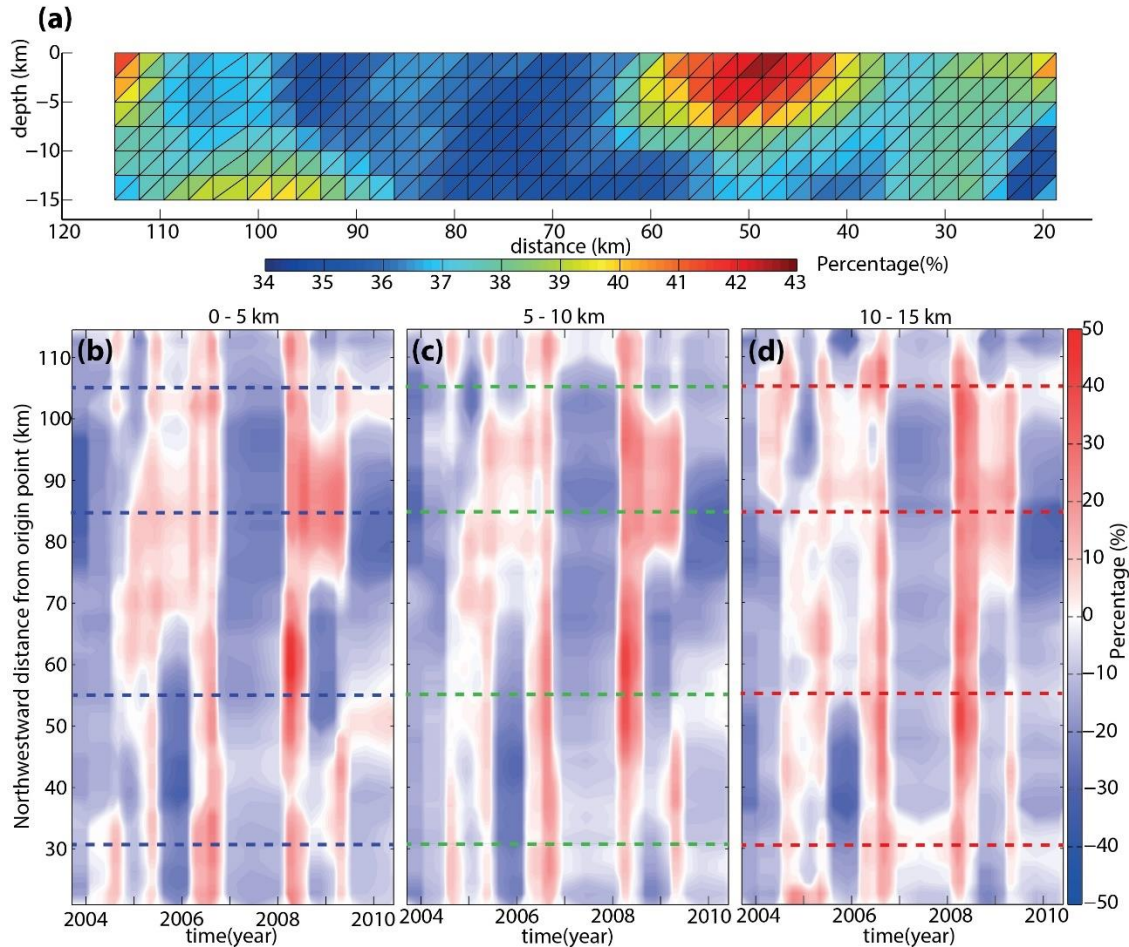 (a)
depth (km)
0
−5
−10
−15
120 110 100 90 80 70 60 50 40 30 20
distance (km)
34 35 36 37 38 39 40 41 42 43
Percentage(%)
0 - 5 km 5 - 10 km 10 - 15 km
(b) (c) (d)
Northwestward distance from origin point (km)
110
100
90
80
70
60
50
40
30
50
40
30
20
10
0
−10
−20
−30
−40
−50
Percentage (%)
2004 2006 2008 2010 2004 2006 2008 2010 2004 2006 2008 2010
time(year) time(year) time(year)